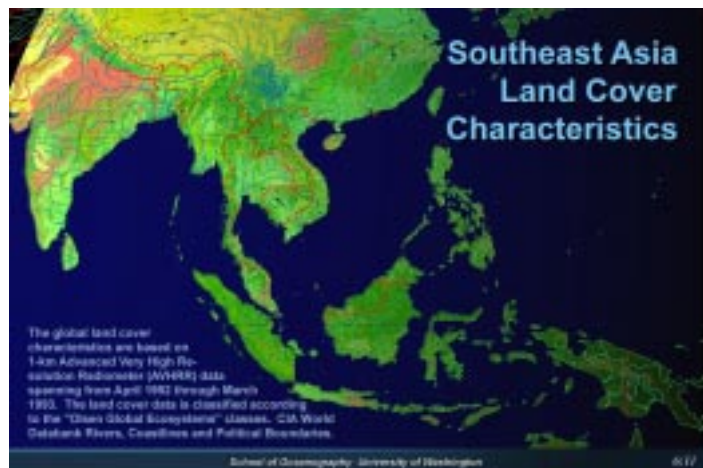 Southeast Asia
Land Cover
Characteristics
The global land cover
characteristics are based on
1-km Advanced Very High Re-
solution Radiometer (AVHRR) data
spanning from April 1992 through March
1993. The land cover data is classified according
to the "Olsen Global Ecosystems" classes. CIA World
Databank Rivers, Coastlines and Political Boundaries.
School of Oceanography University of Washington